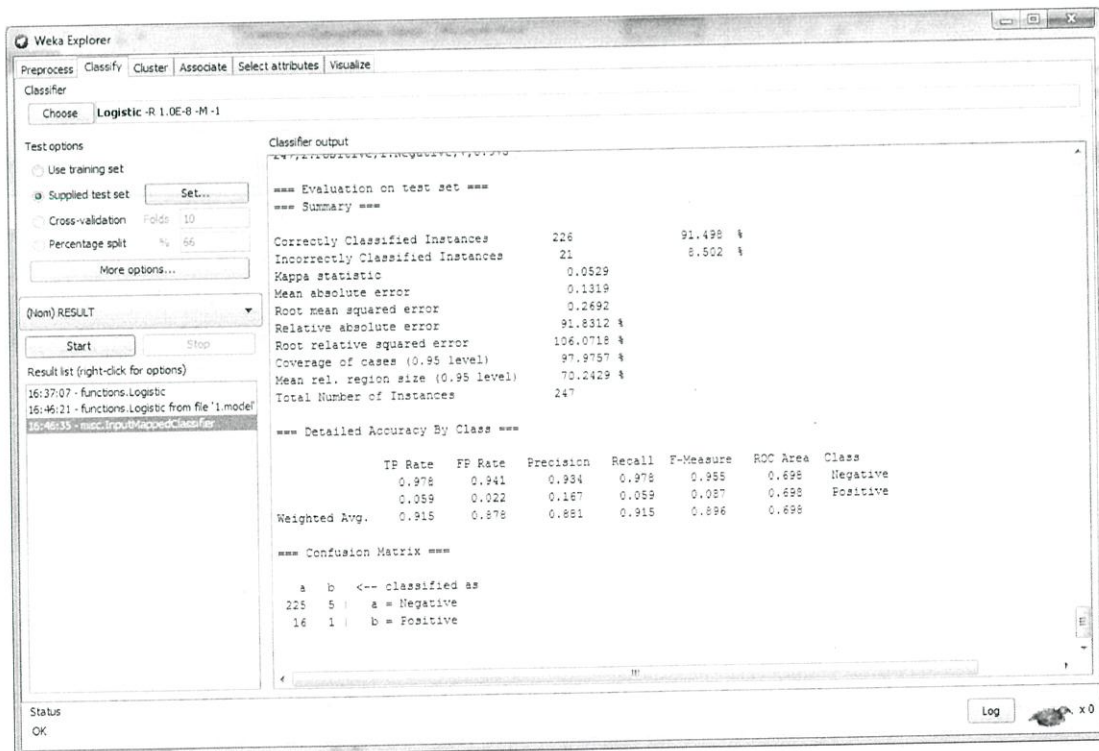 Weka Explorer
Preprocess Classify Cluster Associate Select attributes Visualize
Classifier
Choose Logistic -R 1.0E-8 -M -1
Test options
Use training set
Supplied test set Set...
Cross-validation Folds 10
Percentage split % 66
More options...
(Nom) RESULT
Start Stop
Result list (right-click for options)
16:37:07 - functions.Logistic
16:46:21 - functions.Logistic from file '1.model'
16:46:35 - misc.InputMappedClassifier
Classifier output
=== Evaluation on test set ===
=== Summary ===
Correctly Classified Instances 226 91.498 %
Incorrectly Classified Instances 21 8.502 %
Kappa statistic 0.0529
Mean absolute error 0.1319
Root mean squared error 0.2692
Relative absolute error 91.8312 %
Root relative squared error 106.0718 %
Coverage of cases (0.95 level) 97.9757 %
Mean rel. region size (0.95 level) 70.2429 %
Total Number of Instances 247
=== Detailed Accuracy By Class ===
TP Rate FP Rate Precision Recall F-Measure ROC Area Class
0.978 0.941 0.934 0.978 0.955 0.698 Negative
0.059 0.022 0.167 0.059 0.087 0.698 Positive
Weighted Avg. 0.915 0.878 0.881 0.915 0.896 0.698
=== Confusion Matrix ===
a b <-- classified as
225 5 | a = Negative
16 1 | b = Positive
Status
OK
Log x 0